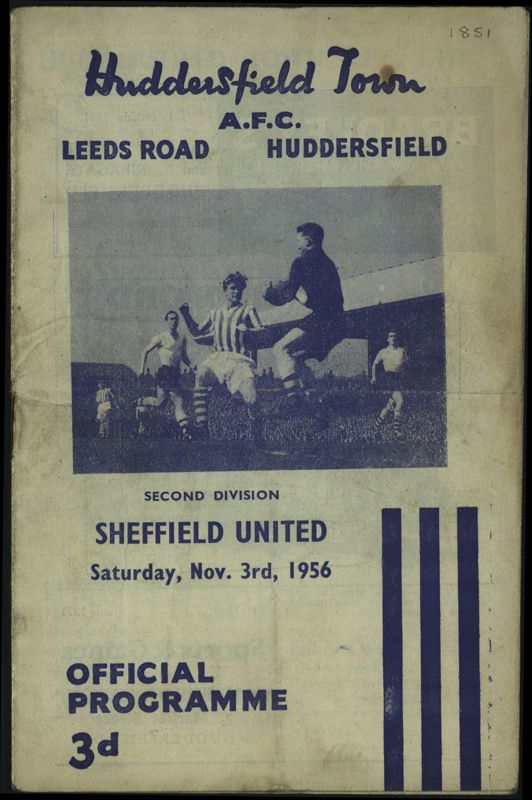 1851
Huddersfield Town
A.F.C.
LEEDS ROAD HUDDERSFIELD
SECOND DIVISION
SHEFFIELD UNITED
Saturday, Nov. 3rd, 1956
OFFICIAL
PROGRAMME
3d